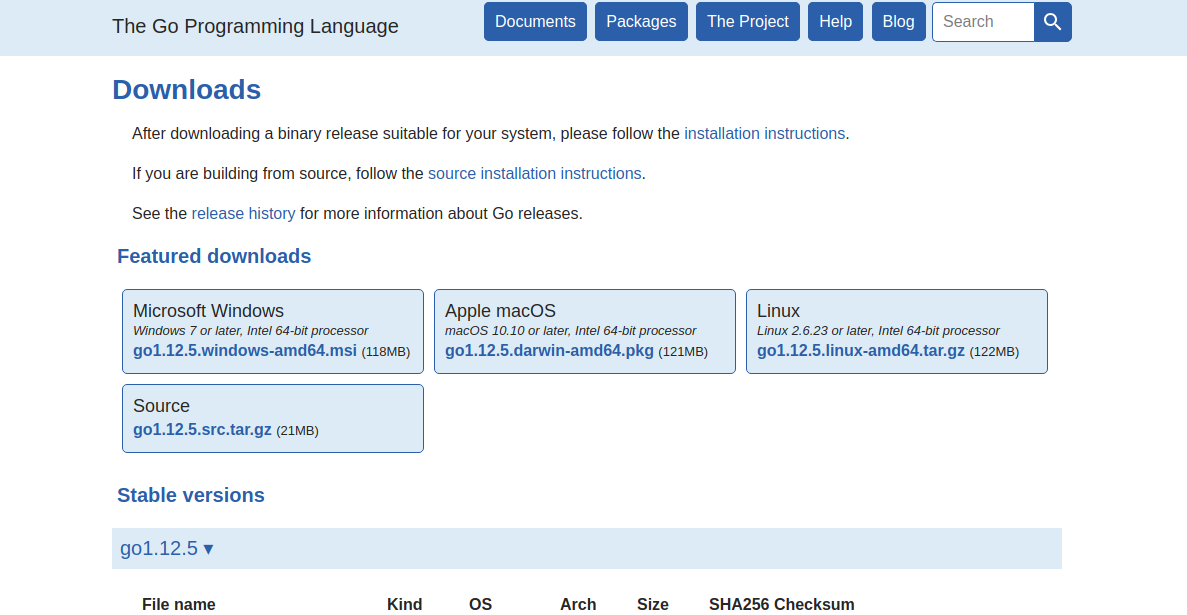 The Go Programming Language
Documents
Packages
The Project
Help
Blog
Search
Downloads
After downloading a binary release suitable for your system, please follow the installation instructions.
If you are building from source, follow the source installation instructions.
See the release history for more information about Go releases.
Featured downloads
Microsoft Windows
Windows 7 or later, Intel 64-bit processor
go1.12.5.windows-amd64.msi (118MB)
Apple macOS
macOS 10.10 or later, Intel 64-bit processor
go1.12.5.darwin-amd64.pkg (121MB)
Linux
Linux 2.6.23 or later, Intel 64-bit processor
go1.12.5.linux-amd64.tar.gz (122MB)
Source
go1.12.5.src.tar.gz (21MB)
Stable versions
go1.12.5 ▾
File name Kind OS Arch Size SHA256 Checksum